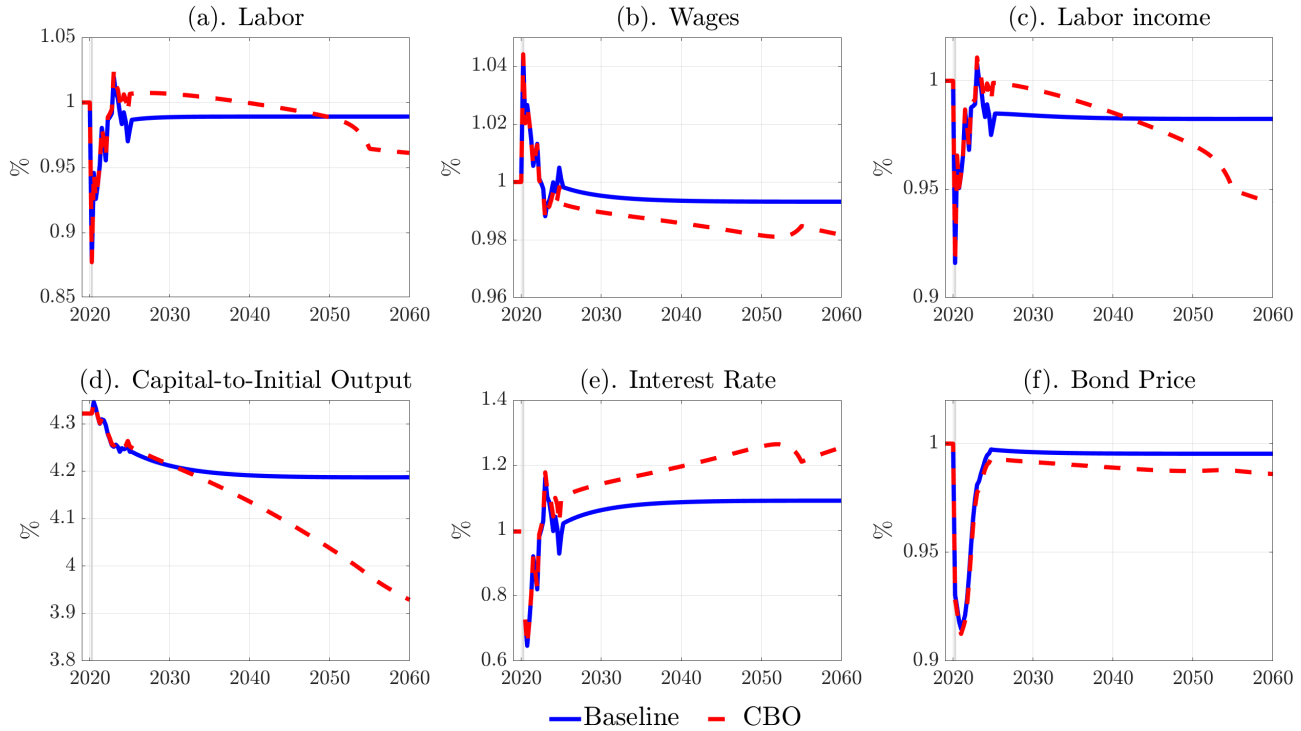 (a). Labor
(b). Wages
(c). Labor income
1.05
1
0.95
0.9
0.85
%
2020 2030 2040 2050 2060
1.04
1.02
1
0.98
0.96
%
2020 2030 2040 2050 2060
1
0.95
0.9
%
2020 2030 2040 2050 2060
(d). Capital-to-Initial Output
(e). Interest Rate
(f). Bond Price
4.3
4.2
4.1
4
3.9
3.8
%
2020 2030 2040 2050 2060
1.4
1.2
1
0.8
0.6
%
2020 2030 2040 2050 2060
1
0.95
0.9
%
2020 2030 2040 2050 2060
Baseline CBO